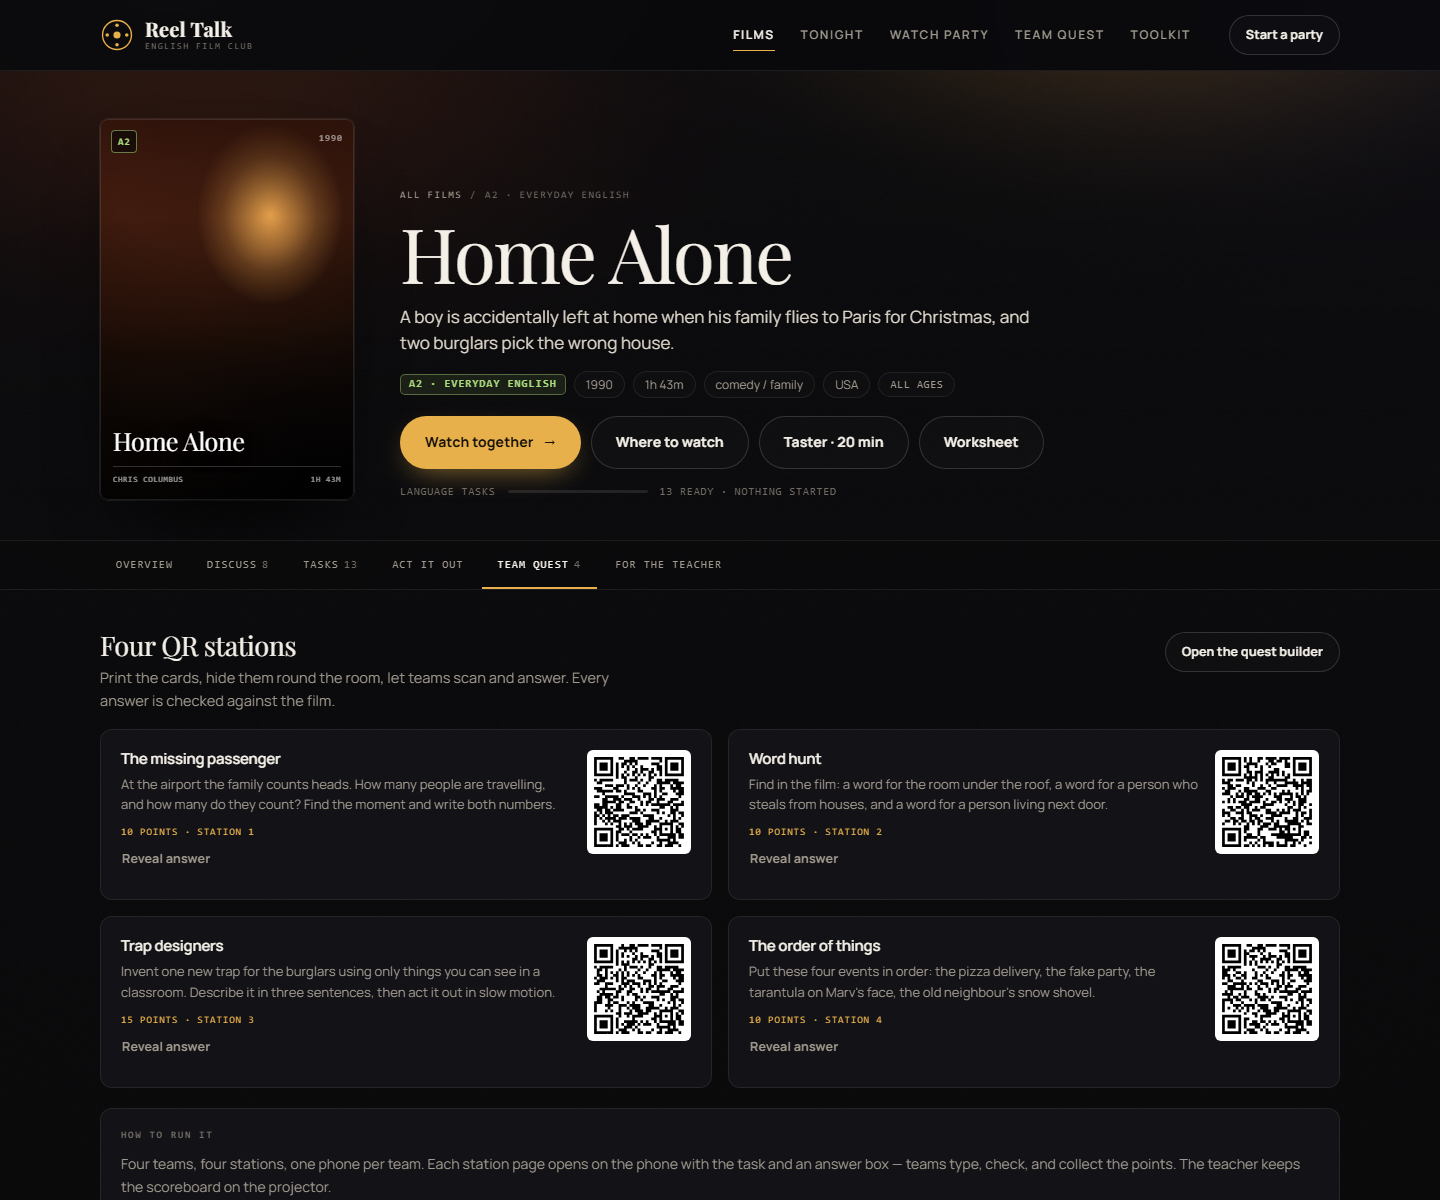 Reel Talk
ENGLISH FILM CLUB
FILMS
TONIGHT
WATCH PARTY
TEAM QUEST
TOOLKIT
Start a party
A2
1990
Home Alone
CHRIS COLUMBUS
1H 43M
ALL FILMS / A2 · EVERYDAY ENGLISH
Home Alone
A boy is accidentally left at home when his family flies to Paris for Christmas, and
two burglars pick the wrong house.
A2 · EVERYDAY ENGLISH
1990
1h 43m
comedy / family
USA
ALL AGES
Watch together →
Where to watch
Taster · 20 min
Worksheet
LANGUAGE TASKS
13 READY · NOTHING STARTED
OVERVIEW
DISCUSS 8
TASKS 13
ACT IT OUT
TEAM QUEST 4
FOR THE TEACHER
Four QR stations
Print the cards, hide them round the room, let teams scan and answer. Every
answer is checked against the film.
Open the quest builder
The missing passenger
At the airport the family counts heads. How many people are travelling,
and how many do they count? Find the moment and write both numbers.
10 POINTS · STATION 1
Reveal answer
Word hunt
Find in the film: a word for the room under the roof, a word for a person who
steals from houses, and a word for a person living next door.
10 POINTS · STATION 2
Reveal answer
Trap designers
Invent one new trap for the burglars using only things you can see in a
classroom. Describe it in three sentences, then act it out in slow motion.
15 POINTS · STATION 3
Reveal answer
The order of things
Put these four events in order: the pizza delivery, the fake party, the
tarantula on Marv's face, the old neighbour's snow shovel.
10 POINTS · STATION 4
Reveal answer
HOW TO RUN IT
Four teams, four stations, one phone per team. Each station page opens on the phone with the task and an answer box — teams type, check, and collect the points. The teacher keeps
the scoreboard on the projector.